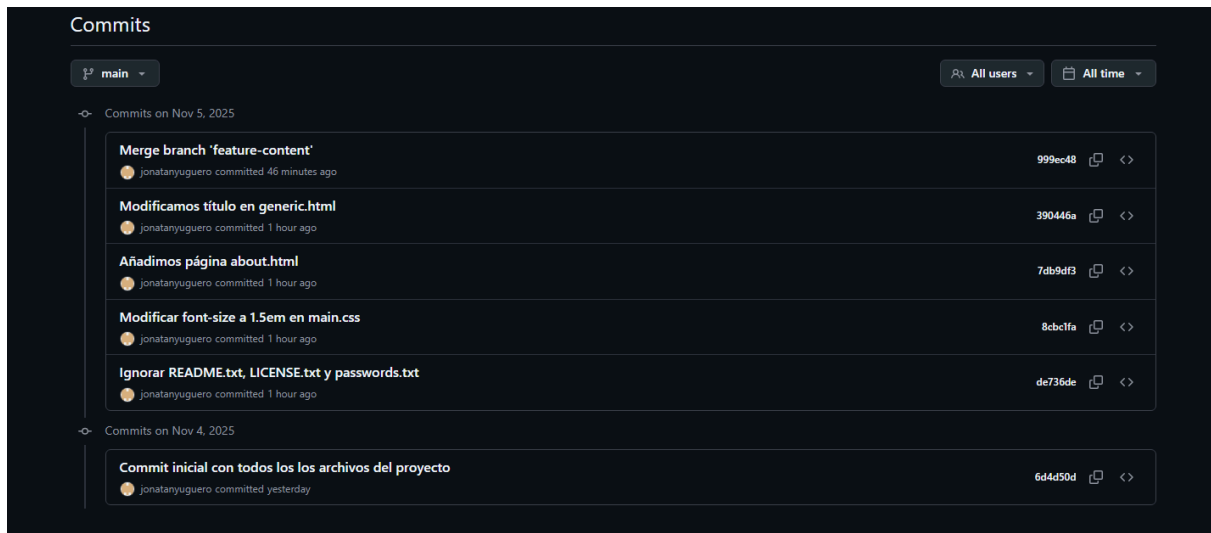 Commits
main
All users
All time
Commits on Nov 5, 2025
Merge branch 'feature-content'
jonatanyuguero committed 46 minutes ago
999ec48
Modificamos título en generic.html
jonatanyuguero committed 1 hour ago
390446a
Añadimos página about.html
jonatanyuguero committed 1 hour ago
7db9df3
Modificar font-size a 1.5em en main.css
jonatanyuguero committed 1 hour ago
8cbc1fa
Ignorar README.txt, LICENSE.txt y passwords.txt
jonatanyuguero committed 1 hour ago
de736de
Commits on Nov 4, 2025
Commit inicial con todos los los archivos del proyecto
jonatanyuguero committed yesterday
6d4d50d